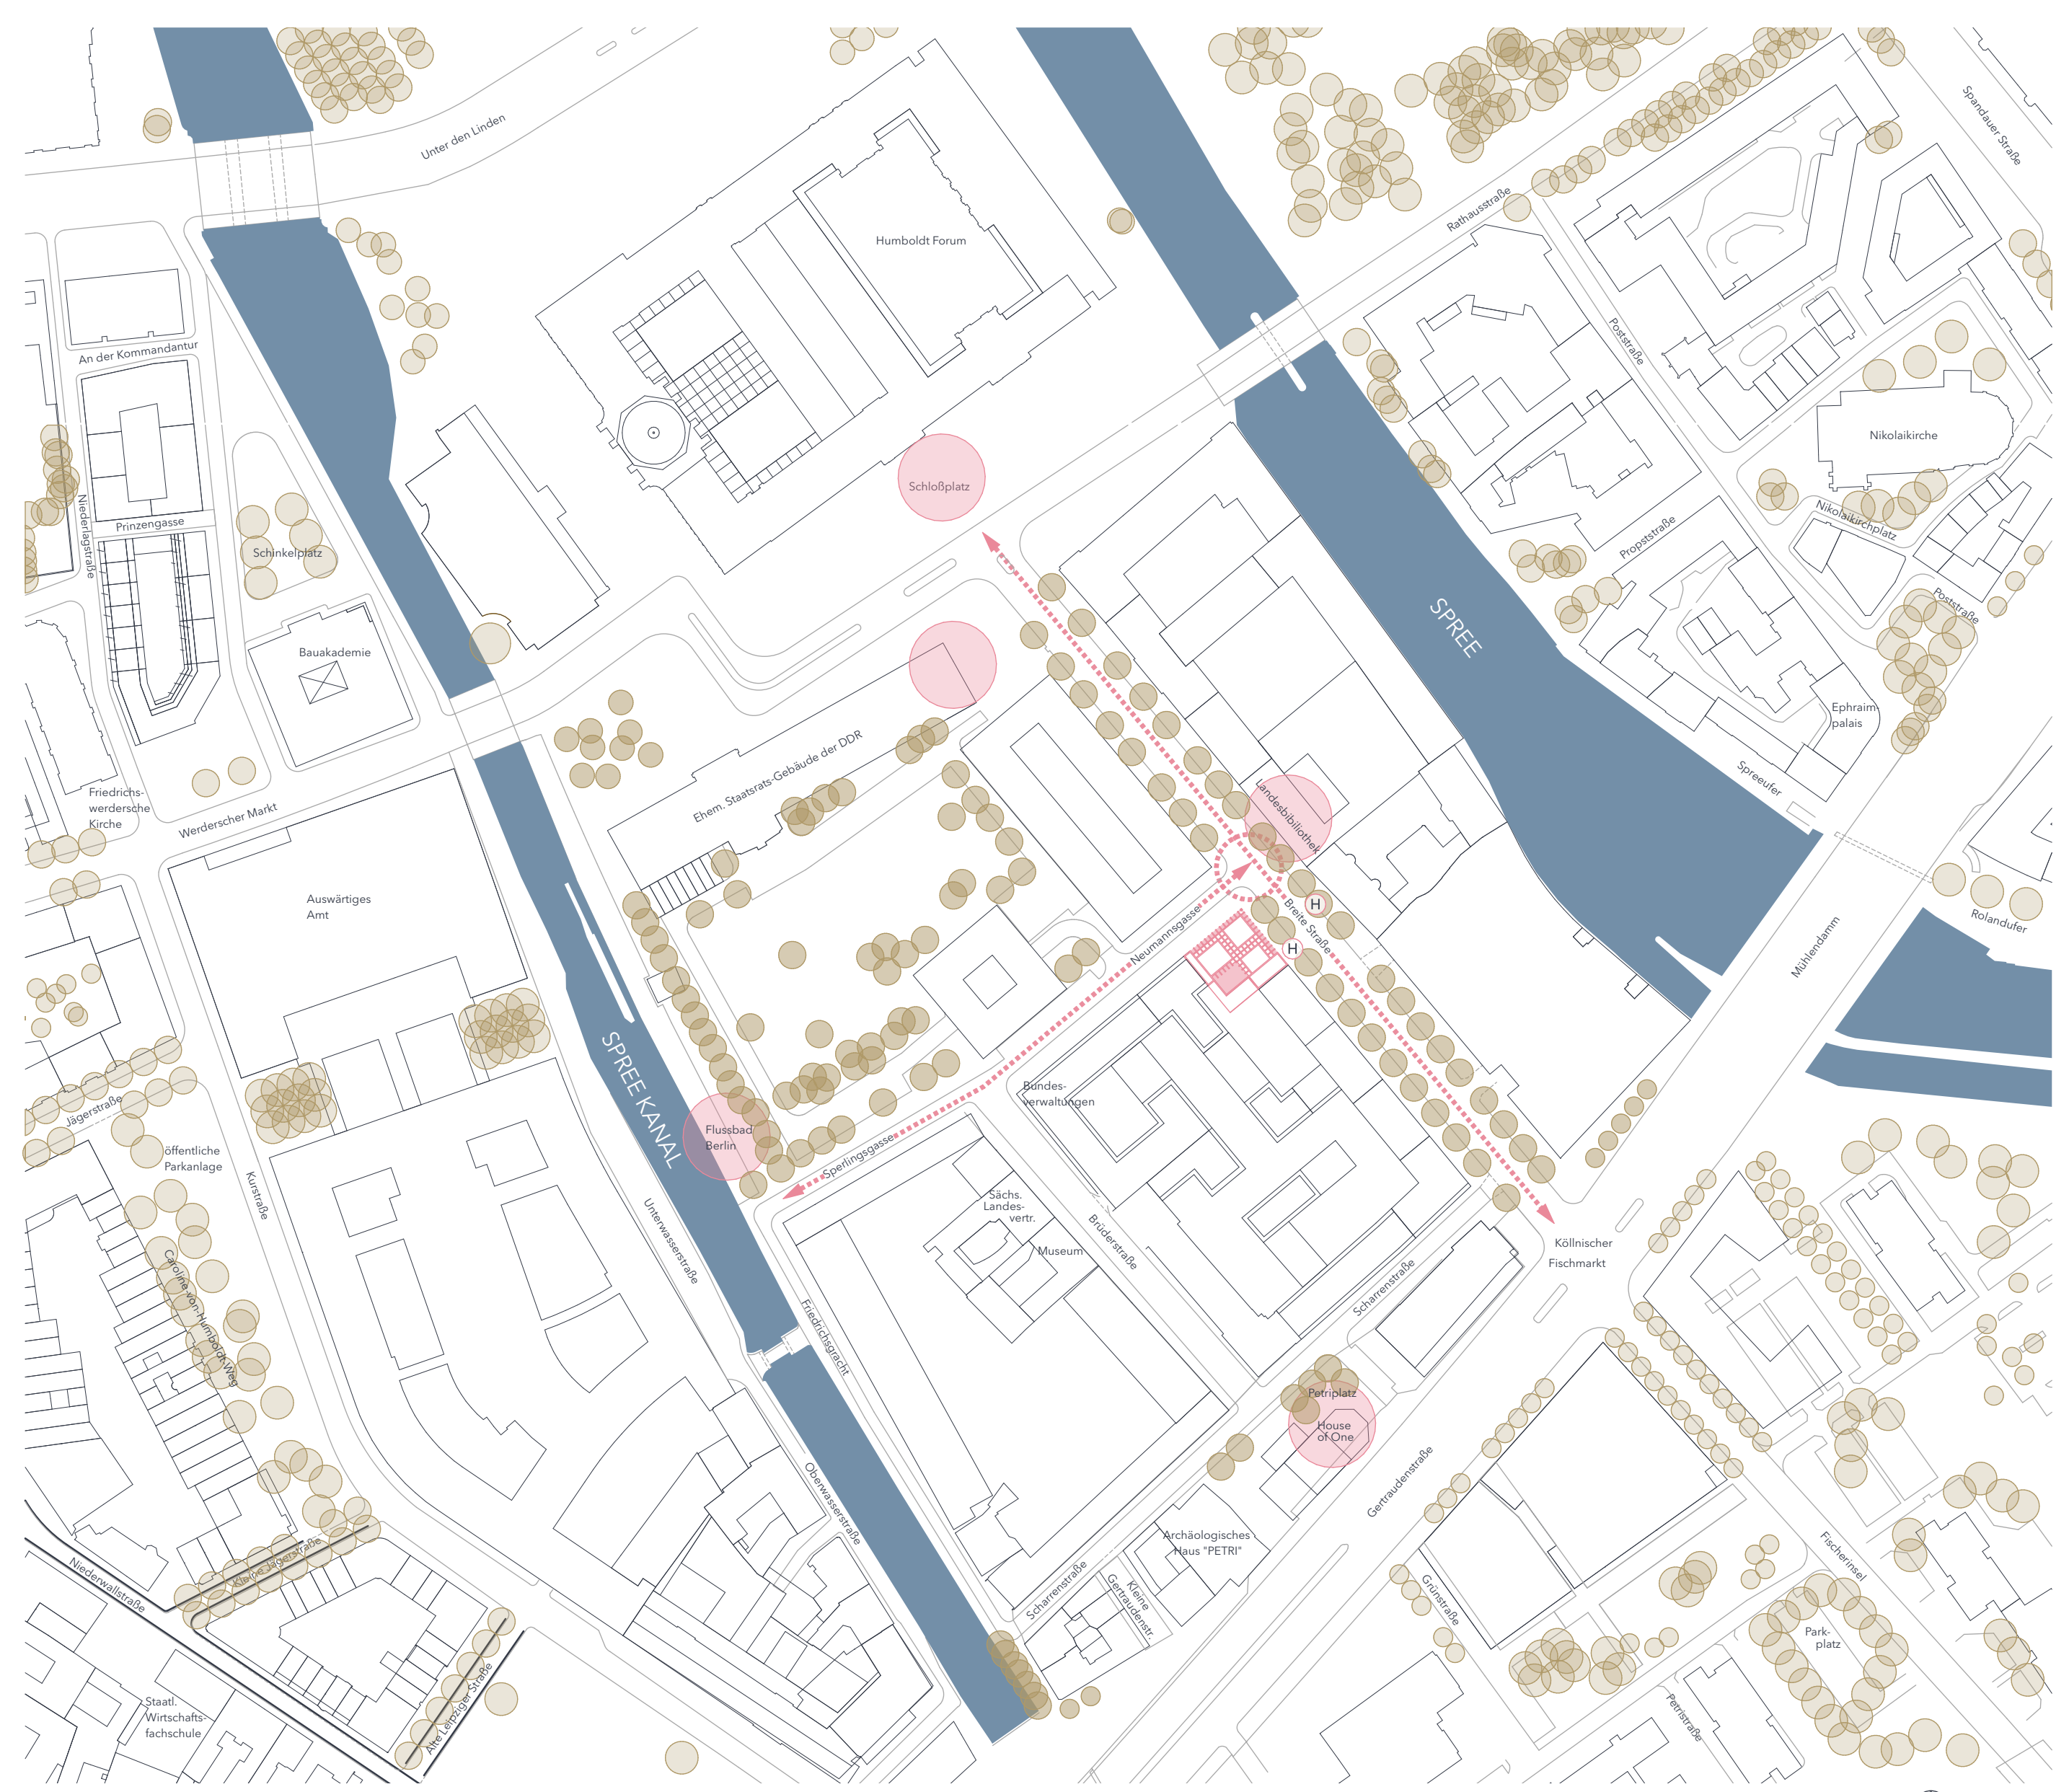 Unter den Linden
Spandauer Straße
Rathausstraße
Humboldt Forum
Poststraße
An der Kommandantur
Nikolaikirche
Schloßplatz
Niederlagstraße
Prinzengasse
Schinkelplatz
Nikolaikirchplatz
Propststraße
Poststraße
SPREE
Bauakademie
Ephraim-
palais
Ehem. Staatsrats-Gebäude der DDR
Spreeufer
Friedrichs-
werdersche
Kirche
Werderscher Markt
Landesbibiliothek
Auswärtiges
Amt
H
Breite Straße
H
Neumannsgasse
Rolandufer
Mühlendamm
SPREE KANAL
Bundes-
verwaltungen
Jägerstraße
Flussbad
Berlin
Sperlingsgasse
öffentliche
Parkanlage
Kurstraße
Unterwasserstraße
Sächs.
Landes-
vertr.
Museum
Brüderstraße
Köllnischer
Fischmarkt
Caroline-von-Humboldt-Weg
Friedrichsgracht
Scharrenstraße
Petriplatz
House
of One
Gertraudenstraße
Oberwasserstraße
Archäologisches
Haus "PETRI"
Kleine Jägerstraße
Niederwallstraße
Scharrenstraße
Kleine
Gertraudenstr.
Grünstraße
Fischerinsel
Park-
platz
Alte Leipziger Straße
Staatl.
Wirtschafts-
fachschule
Petristraße